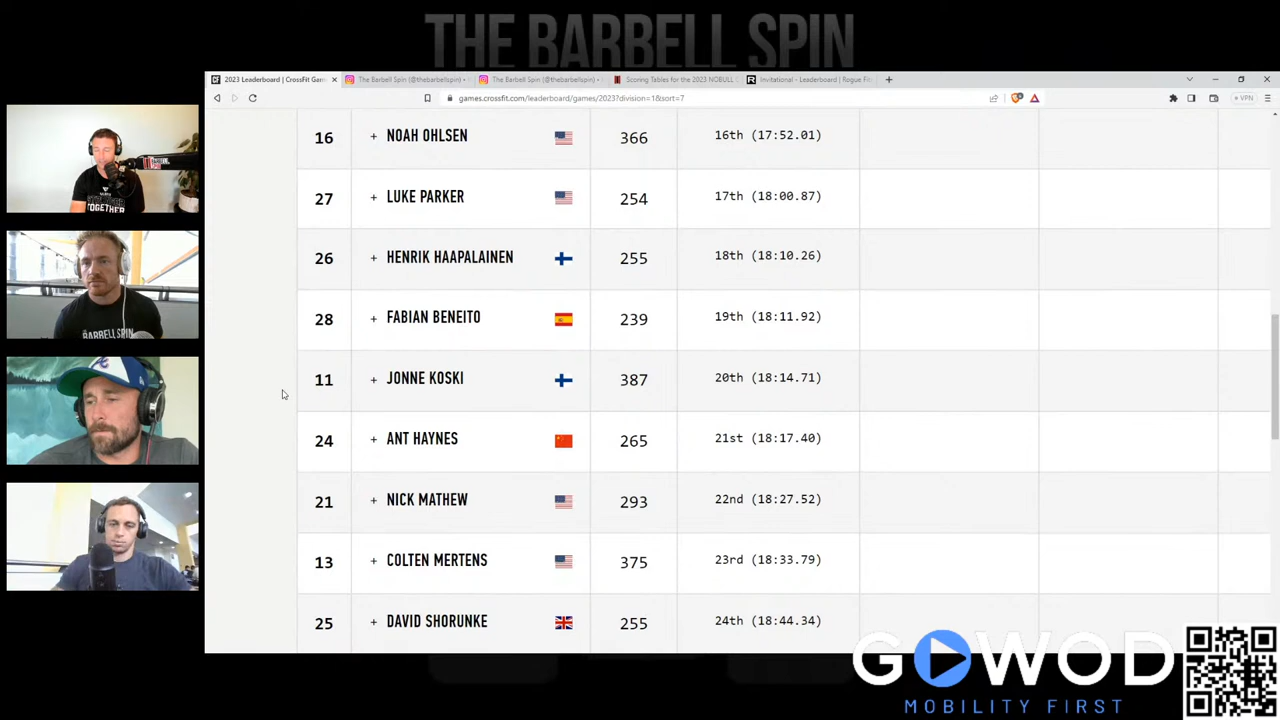 THE BARBELL SPIN
2023 Leaderboard | CrossFit Gam
The Barbell Spin (@thebarbellspin) •
The Barbell Spin (@thebarbellspin) •
Scoring Tables for the 2023 NOBULL
Invitational - Leaderboard | Rogue Fit
games.crossfit.com/leaderboard/games/2023?division=1&sort=7
VPN
16 + NOAH OHLSEN 366 16th (17:52.01)
27 + LUKE PARKER 254 17th (18:00.87)
26 + HENRIK HAAPALAINEN 255 18th (18:10.26)
28 + FABIAN BENEITO 239 19th (18:11.92)
11 + JONNE KOSKI 387 20th (18:14.71)
24 + ANT HAYNES 265 21st (18:17.40)
21 + NICK MATHEW 293 22nd (18:27.52)
13 + COLTEN MERTENS 375 23rd (18:33.79)
25 + DAVID SHORUNKE 255 24th (18:44.34)
TOGETHER
BARBELL SPIN
GOWOD
MOBILITY FIRST